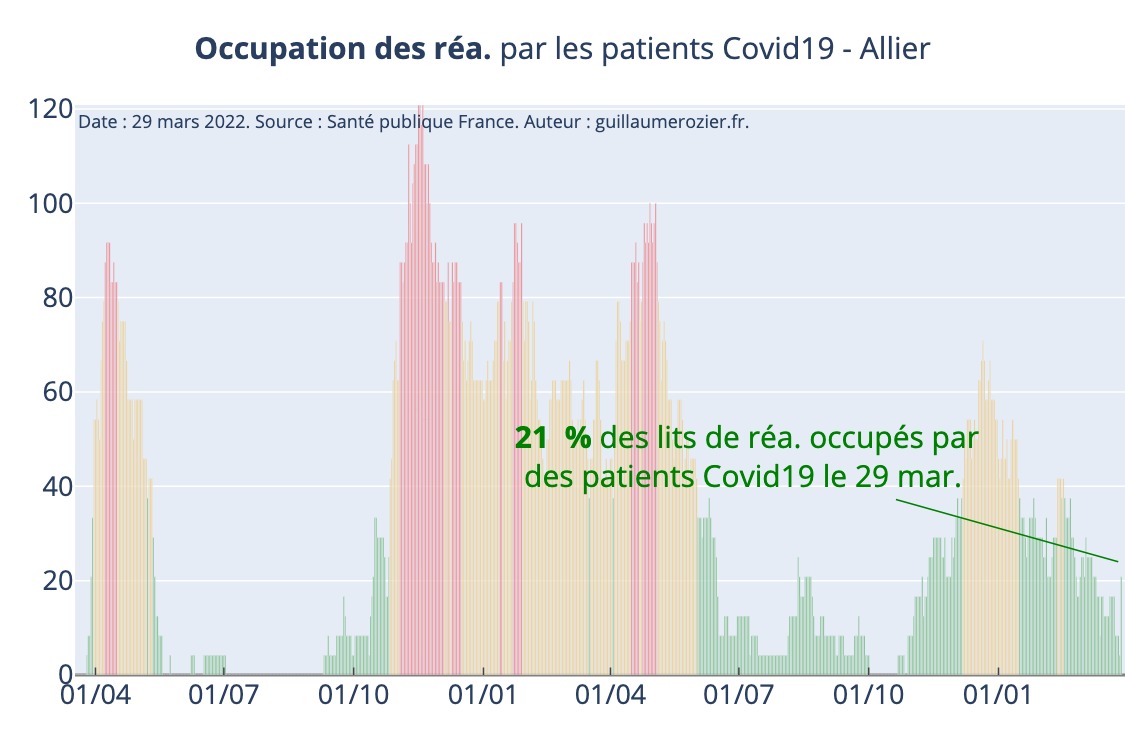 Occupation des réa. par les patients Covid19 - Allier
120
Date : 29 mars 2022. Source : Santé publique France. Auteur : guillaumerozier.fr.
100
80
60
21 % des lits de réa. occupés par
des patients Covid19 le 29 mar.
40
20
0
01/04 01/07 01/10 01/01 01/04 01/07 01/10 01/01